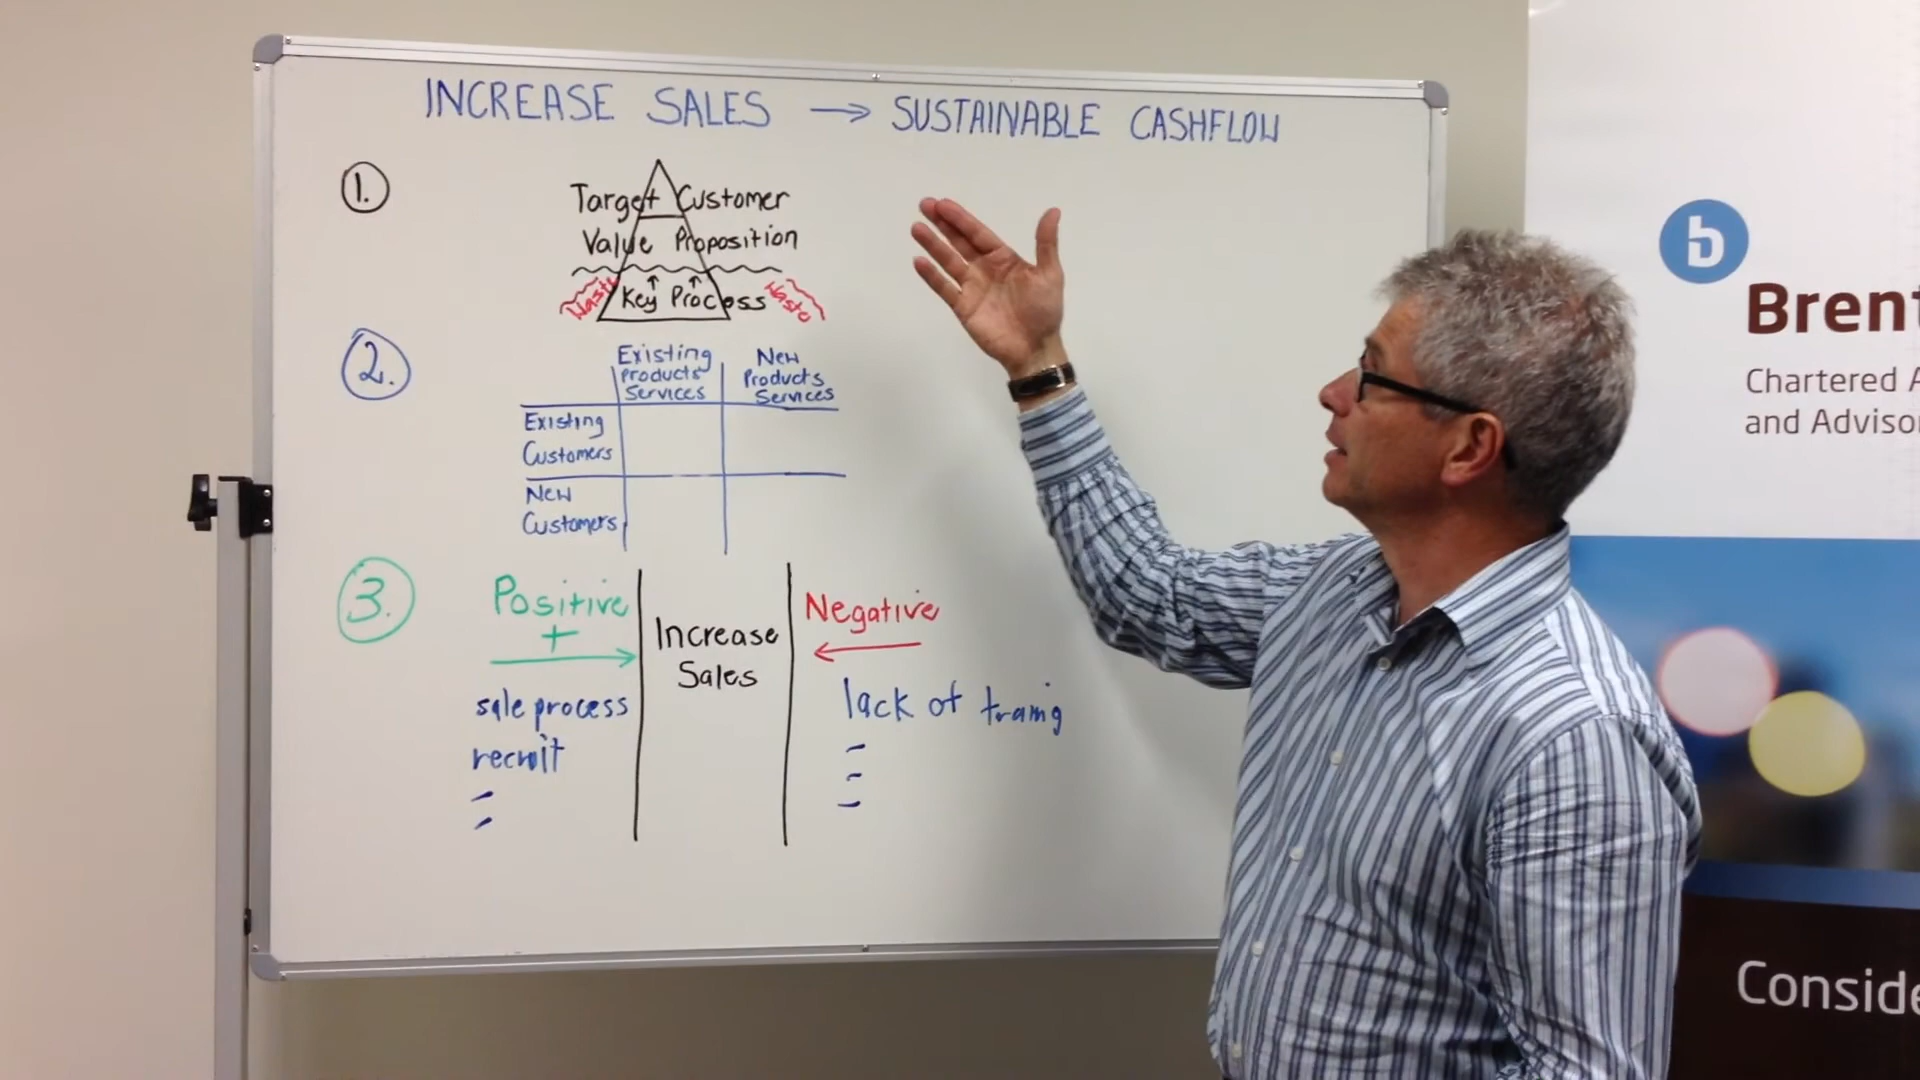 INCREASE SALES → SUSTAINABLE CASHFLOW
1.
Target Customer
Value Proposition
Waste Key Process Waste
2.
Existing Products Services
New Products Services
Existing Customers
New Customers
3.
Positive
+
Increase
Sales
Negative
sale process
recruit
lack of traing
b
Brent
Chartered A
and Adviso
Conside